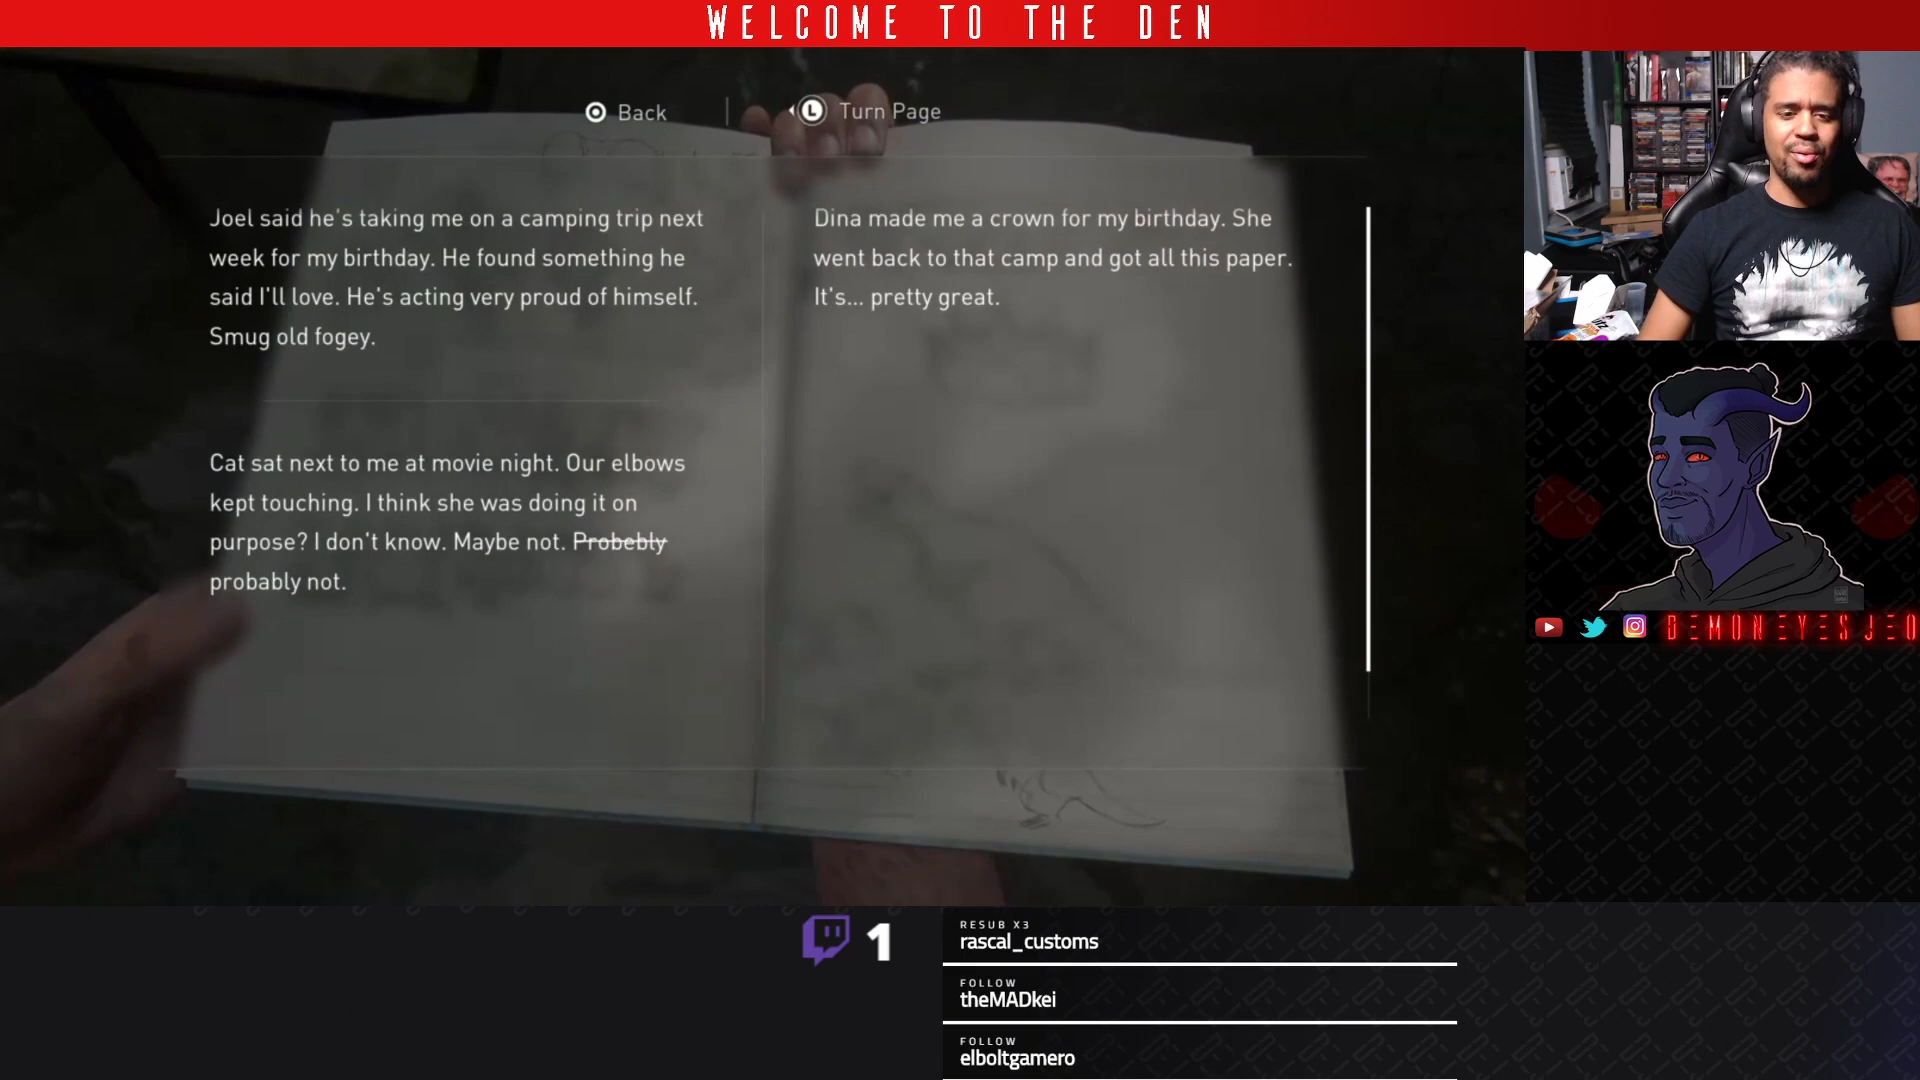 WELCOME TO THE DEN
Back
L Turn Page
Joel said he's taking me on a camping trip next
week for my birthday. He found something he
said I'll love. He's acting very proud of himself.
Smug old fogey.
Cat sat next to me at movie night. Our elbows
kept touching. I think she was doing it on
purpose? I don't know. Maybe not. Probebly
probably not.
Dina made me a crown for my birthday. She
went back to that camp and got all this paper.
It's... pretty great.
DEMONEYESJEO
1
RESUB X3
rascal_customs
FOLLOW
theMADkei
FOLLOW
elboltgamero